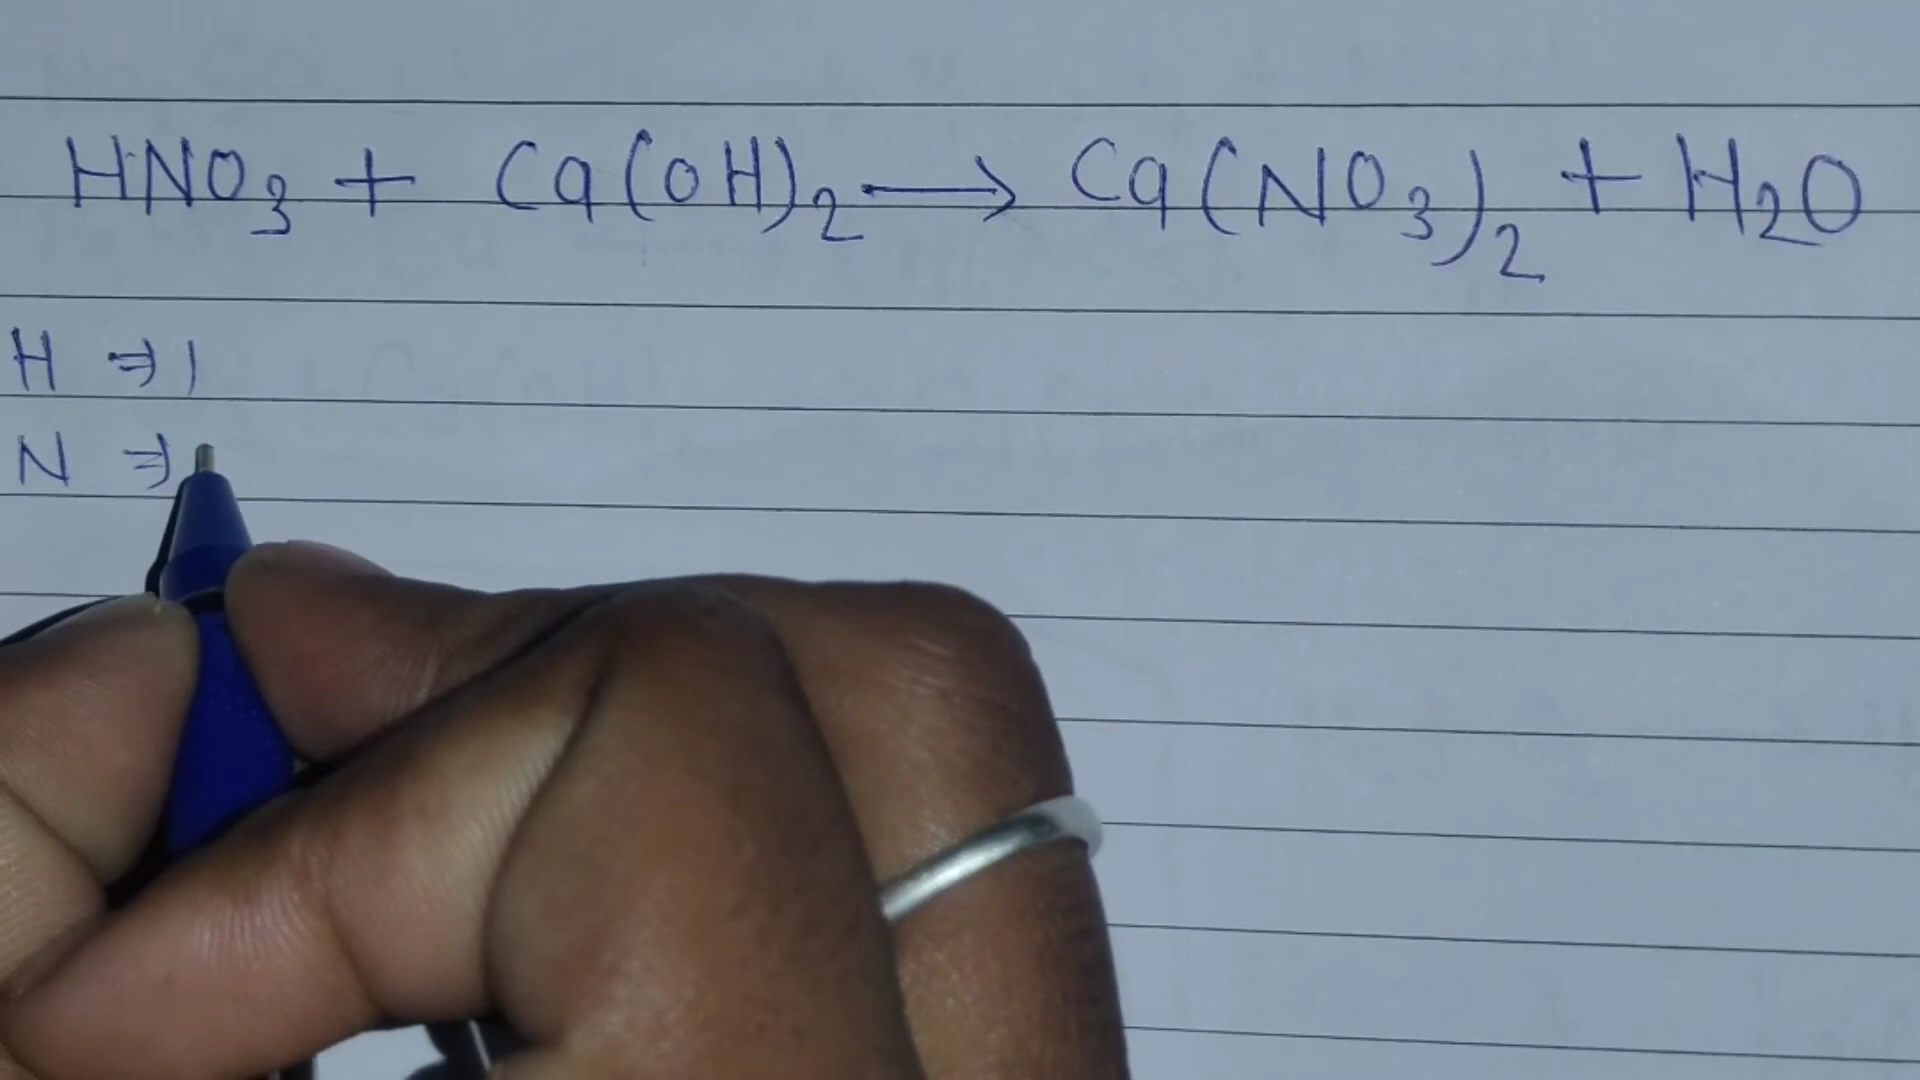 HNO3 + Ca(OH)2 → Ca(NO3)2 + H2O
H ⇒ 1
N ⇒